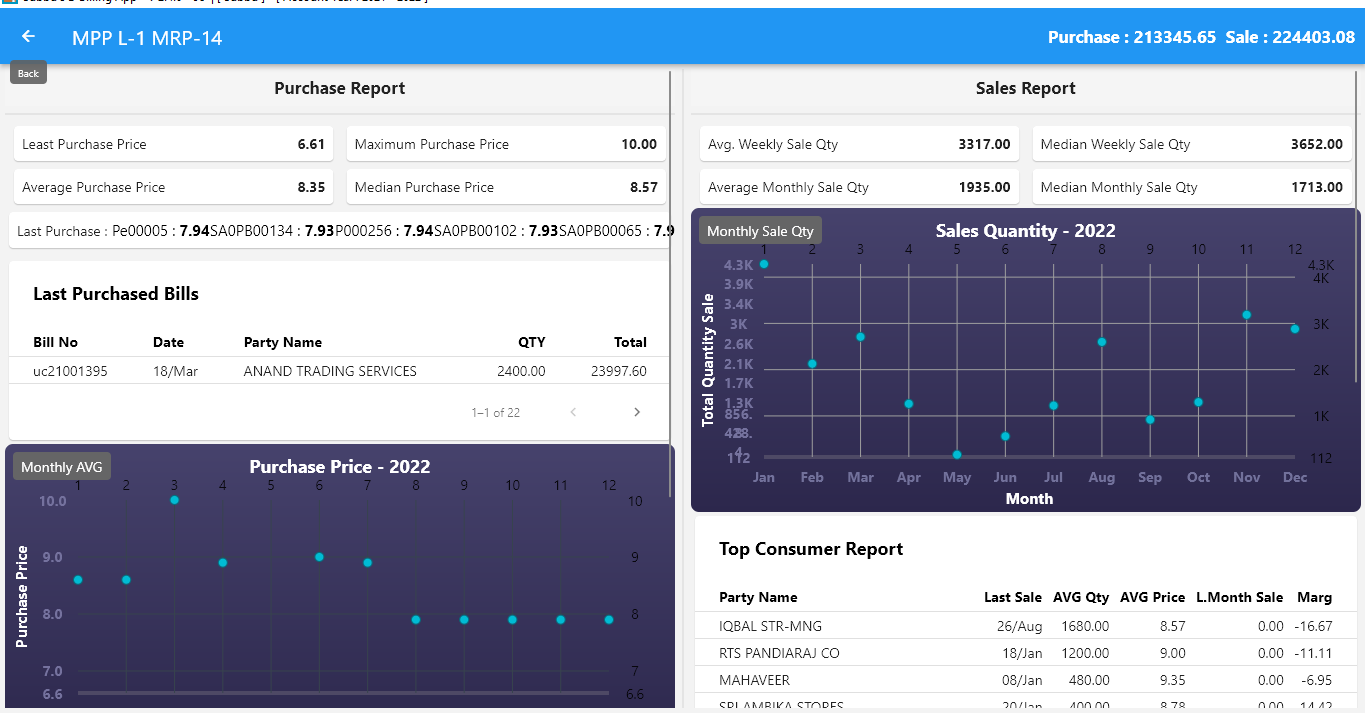 MPP L-1 MRP-14
Purchase : 213345.65 Sale : 224403.08
Back
Purchase Report
Least Purchase Price 6.61
Maximum Purchase Price 10.00
Average Purchase Price 8.35
Median Purchase Price 8.57
Last Purchase : Pe00005 : 7.94SA0PB00134 : 7.93P000256 : 7.94SA0PB00102 : 7.93SA0PB00065 : 7.9
Last Purchased Bills
Bill No Date Party Name QTY Total
uc21001395 18/Mar ANAND TRADING SERVICES 2400.00 23997.60
1–1 of 22
Monthly AVG
Purchase Price - 2022
1 2 3 4 5 6 7 8 9 10 11 12
10.0 10
9.0 9
8.0 8
7.0 7
6.6 6.6
Purchase Price
Sales Report
Avg. Weekly Sale Qty 3317.00
Median Weekly Sale Qty 3652.00
Average Monthly Sale Qty 1935.00
Median Monthly Sale Qty 1713.00
Monthly Sale Qty
Sales Quantity - 2022
1 2 3 4 5 6 7 8 9 10 11 12
4.3K 4.3K
3.9K 4K
3.4K
3K 3K
2.6K
2.1K 2K
1.7K
1.3K
856. 1K
428.
4
112 112
Total Quantity Sale
Jan Feb Mar Apr May Jun Jul Aug Sep Oct Nov Dec
Month
Top Consumer Report
Party Name Last Sale AVG Qty AVG Price L.Month Sale Marg
IQBAL STR-MNG 26/Aug 1680.00 8.57 0.00 -16.67
RTS PANDIARAJ CO 18/Jan 1200.00 9.00 0.00 -11.11
MAHAVEER 08/Jan 480.00 9.35 0.00 -6.95
SRI AMBIKA STORES 20/Jan 400.00 8.78 0.00 -14.42